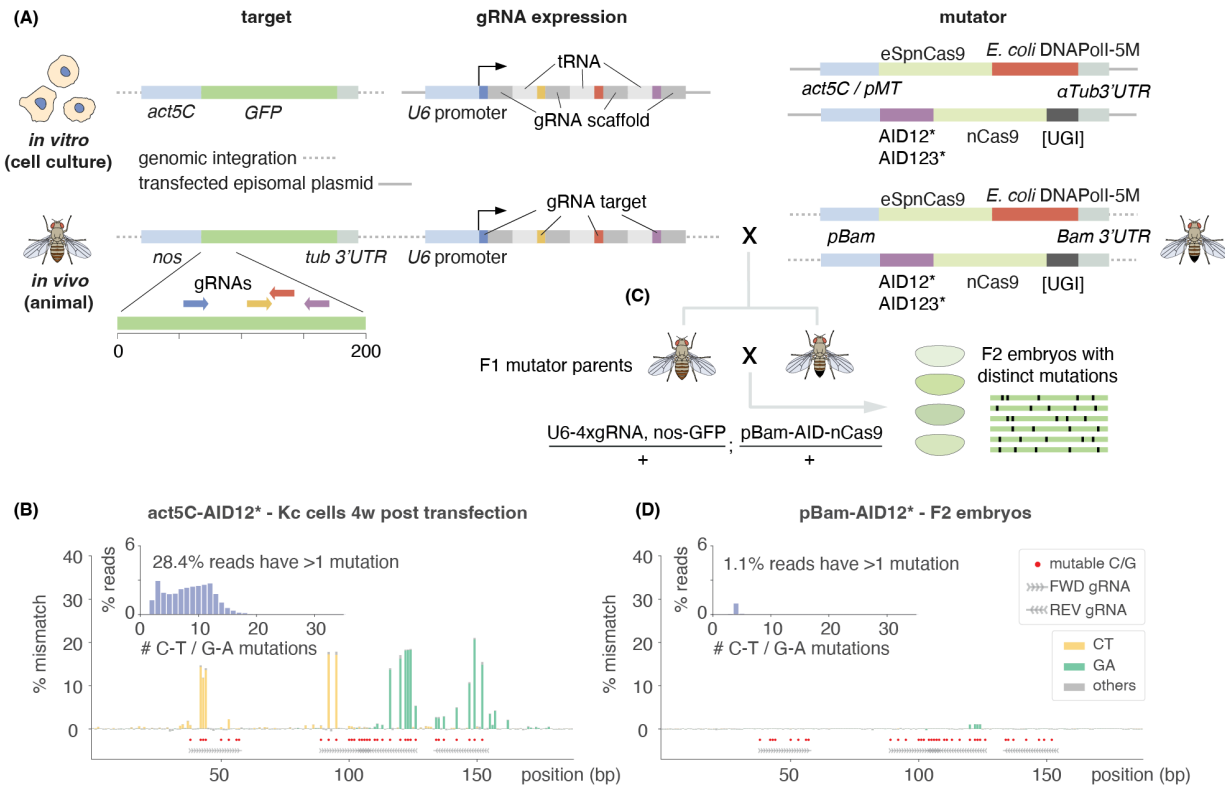 (A)
target
gRNA expression
mutator
in vitro
(cell culture)
act5C
GFP
U6 promoter
tRNA
gRNA scaffold
eSpnCas9
E. coli DNAPolI-5M
act5C / pMT
αTub3'UTR
AID12*
AID123*
nCas9
[UGI]
genomic integration
transfected episomal plasmid
in vivo
(animal)
nos
tub 3'UTR
U6 promoter
gRNA target
X
eSpnCas9
E. coli DNAPolI-5M
pBam
Bam 3'UTR
AID12*
AID123*
nCas9
[UGI]
gRNAs
0
200
(C)
F1 mutator parents
X
F2 embryos with
distinct mutations
U6-4xgRNA, nos-GFP
+
;
pBam-AID-nCas9
+
(B)
act5C-AID12* - Kc cells 4w post transfection
% mismatch
40
30
20
10
0
% reads
6
0
28.4% reads have >1 mutation
0
10
20
30
# C-T / G-A mutations
50
100
150
position (bp)
(D)
pBam-AID12* - F2 embryos
% mismatch
40
30
20
10
0
% reads
6
0
1.1% reads have >1 mutation
0
10
20
30
# C-T / G-A mutations
mutable C/G
FWD gRNA
REV gRNA
CT
GA
others
50
100
150
position (bp)